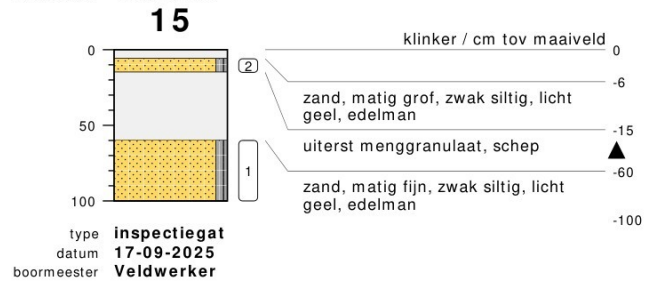 15
klinker / cm tov maaiveld
0
0
-6
2
zand, matig grof, zwak siltig, licht
geel, edelman
-15
50
uiterst menggranulaat, schep
-60
1
zand, matig fijn, zwak siltig, licht
geel, edelman
100
-100
type inspectiegat
datum 17-09-2025
boormeester Veldwerker